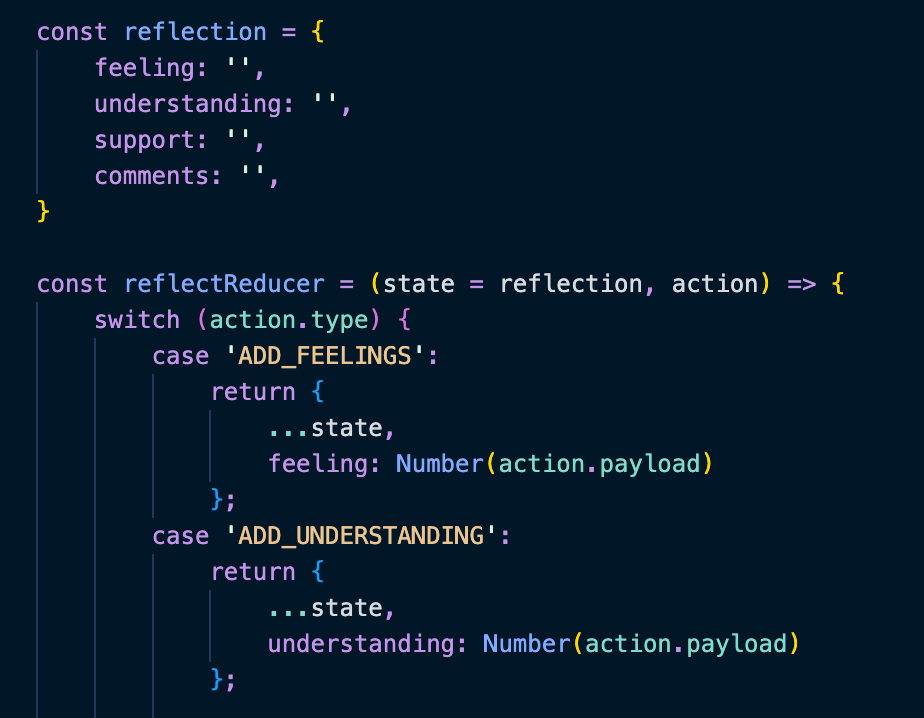 const reflection = {
    feeling: '',
    understanding: '',
    support: '',
    comments: '',
}
const reflectReducer = (state = reflection, action) => {
    switch (action.type) {
        case 'ADD_FEELINGS':
            return {
                ...state,
                feeling: Number(action.payload)
            };
        case 'ADD_UNDERSTANDING':
            return {
                ...state,
                understanding: Number(action.payload)
            };